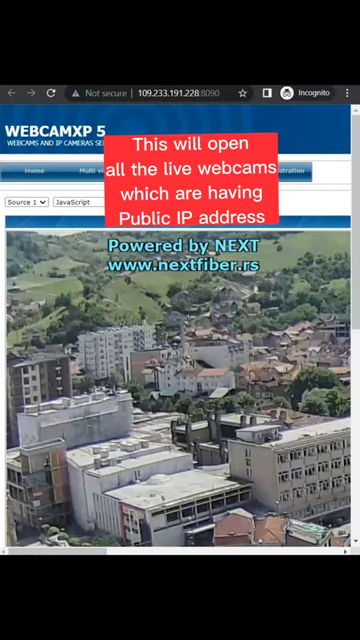 Not secure
109.233.191.228:8090
Incognito
WEBCAMXP 5
WEBCAMS AND IP CAMERAS SE
This will open
all the live webcams
which are having
Public IP address
Home
Multi vi
istration
Source 1
JavaScript
Powered by NEXT
www.nextfiber.rs